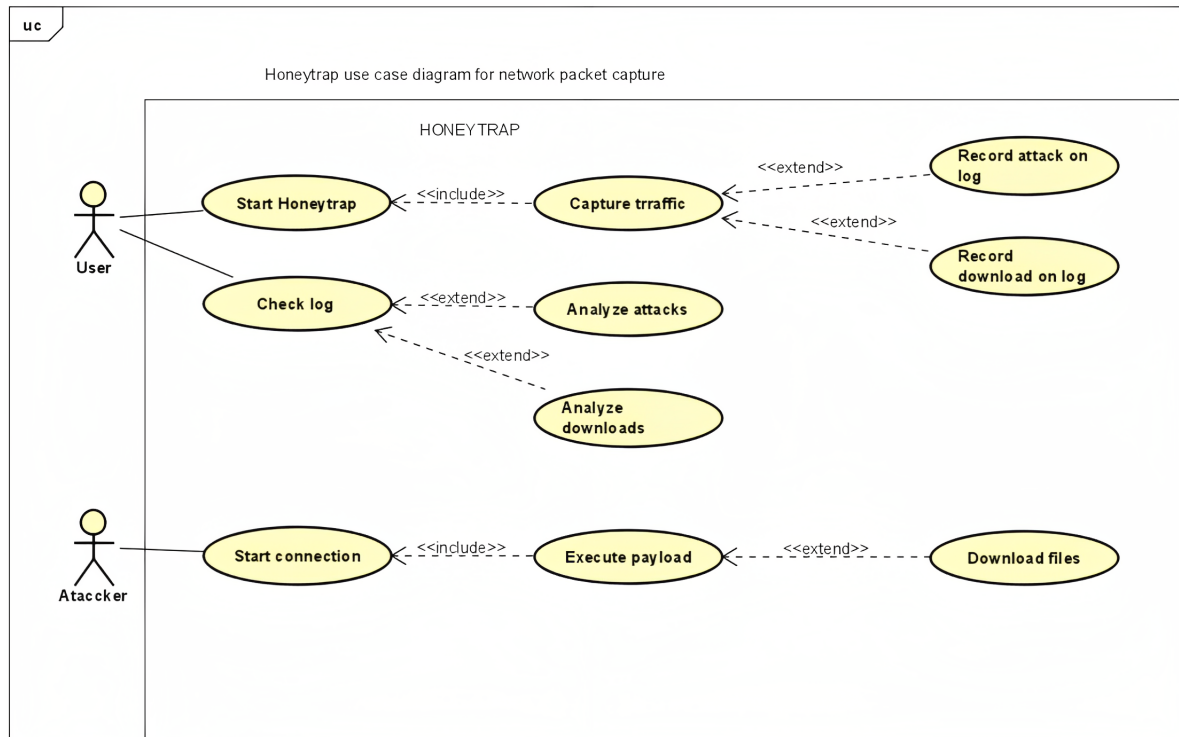 uc
Honeytrap use case diagram for network packet capture
HONEYTRAP
Record attack on
log
<<extend>>
Start Honeytrap
<<include>>
Capture trraffic
<<extend>>
Record
download on log
User
Check log
<<extend>>
Analyze attacks
<<extend>>
Analyze
downloads
Start connection
<<include>>
Execute payload
<<extend>>
Download files
Ataccker